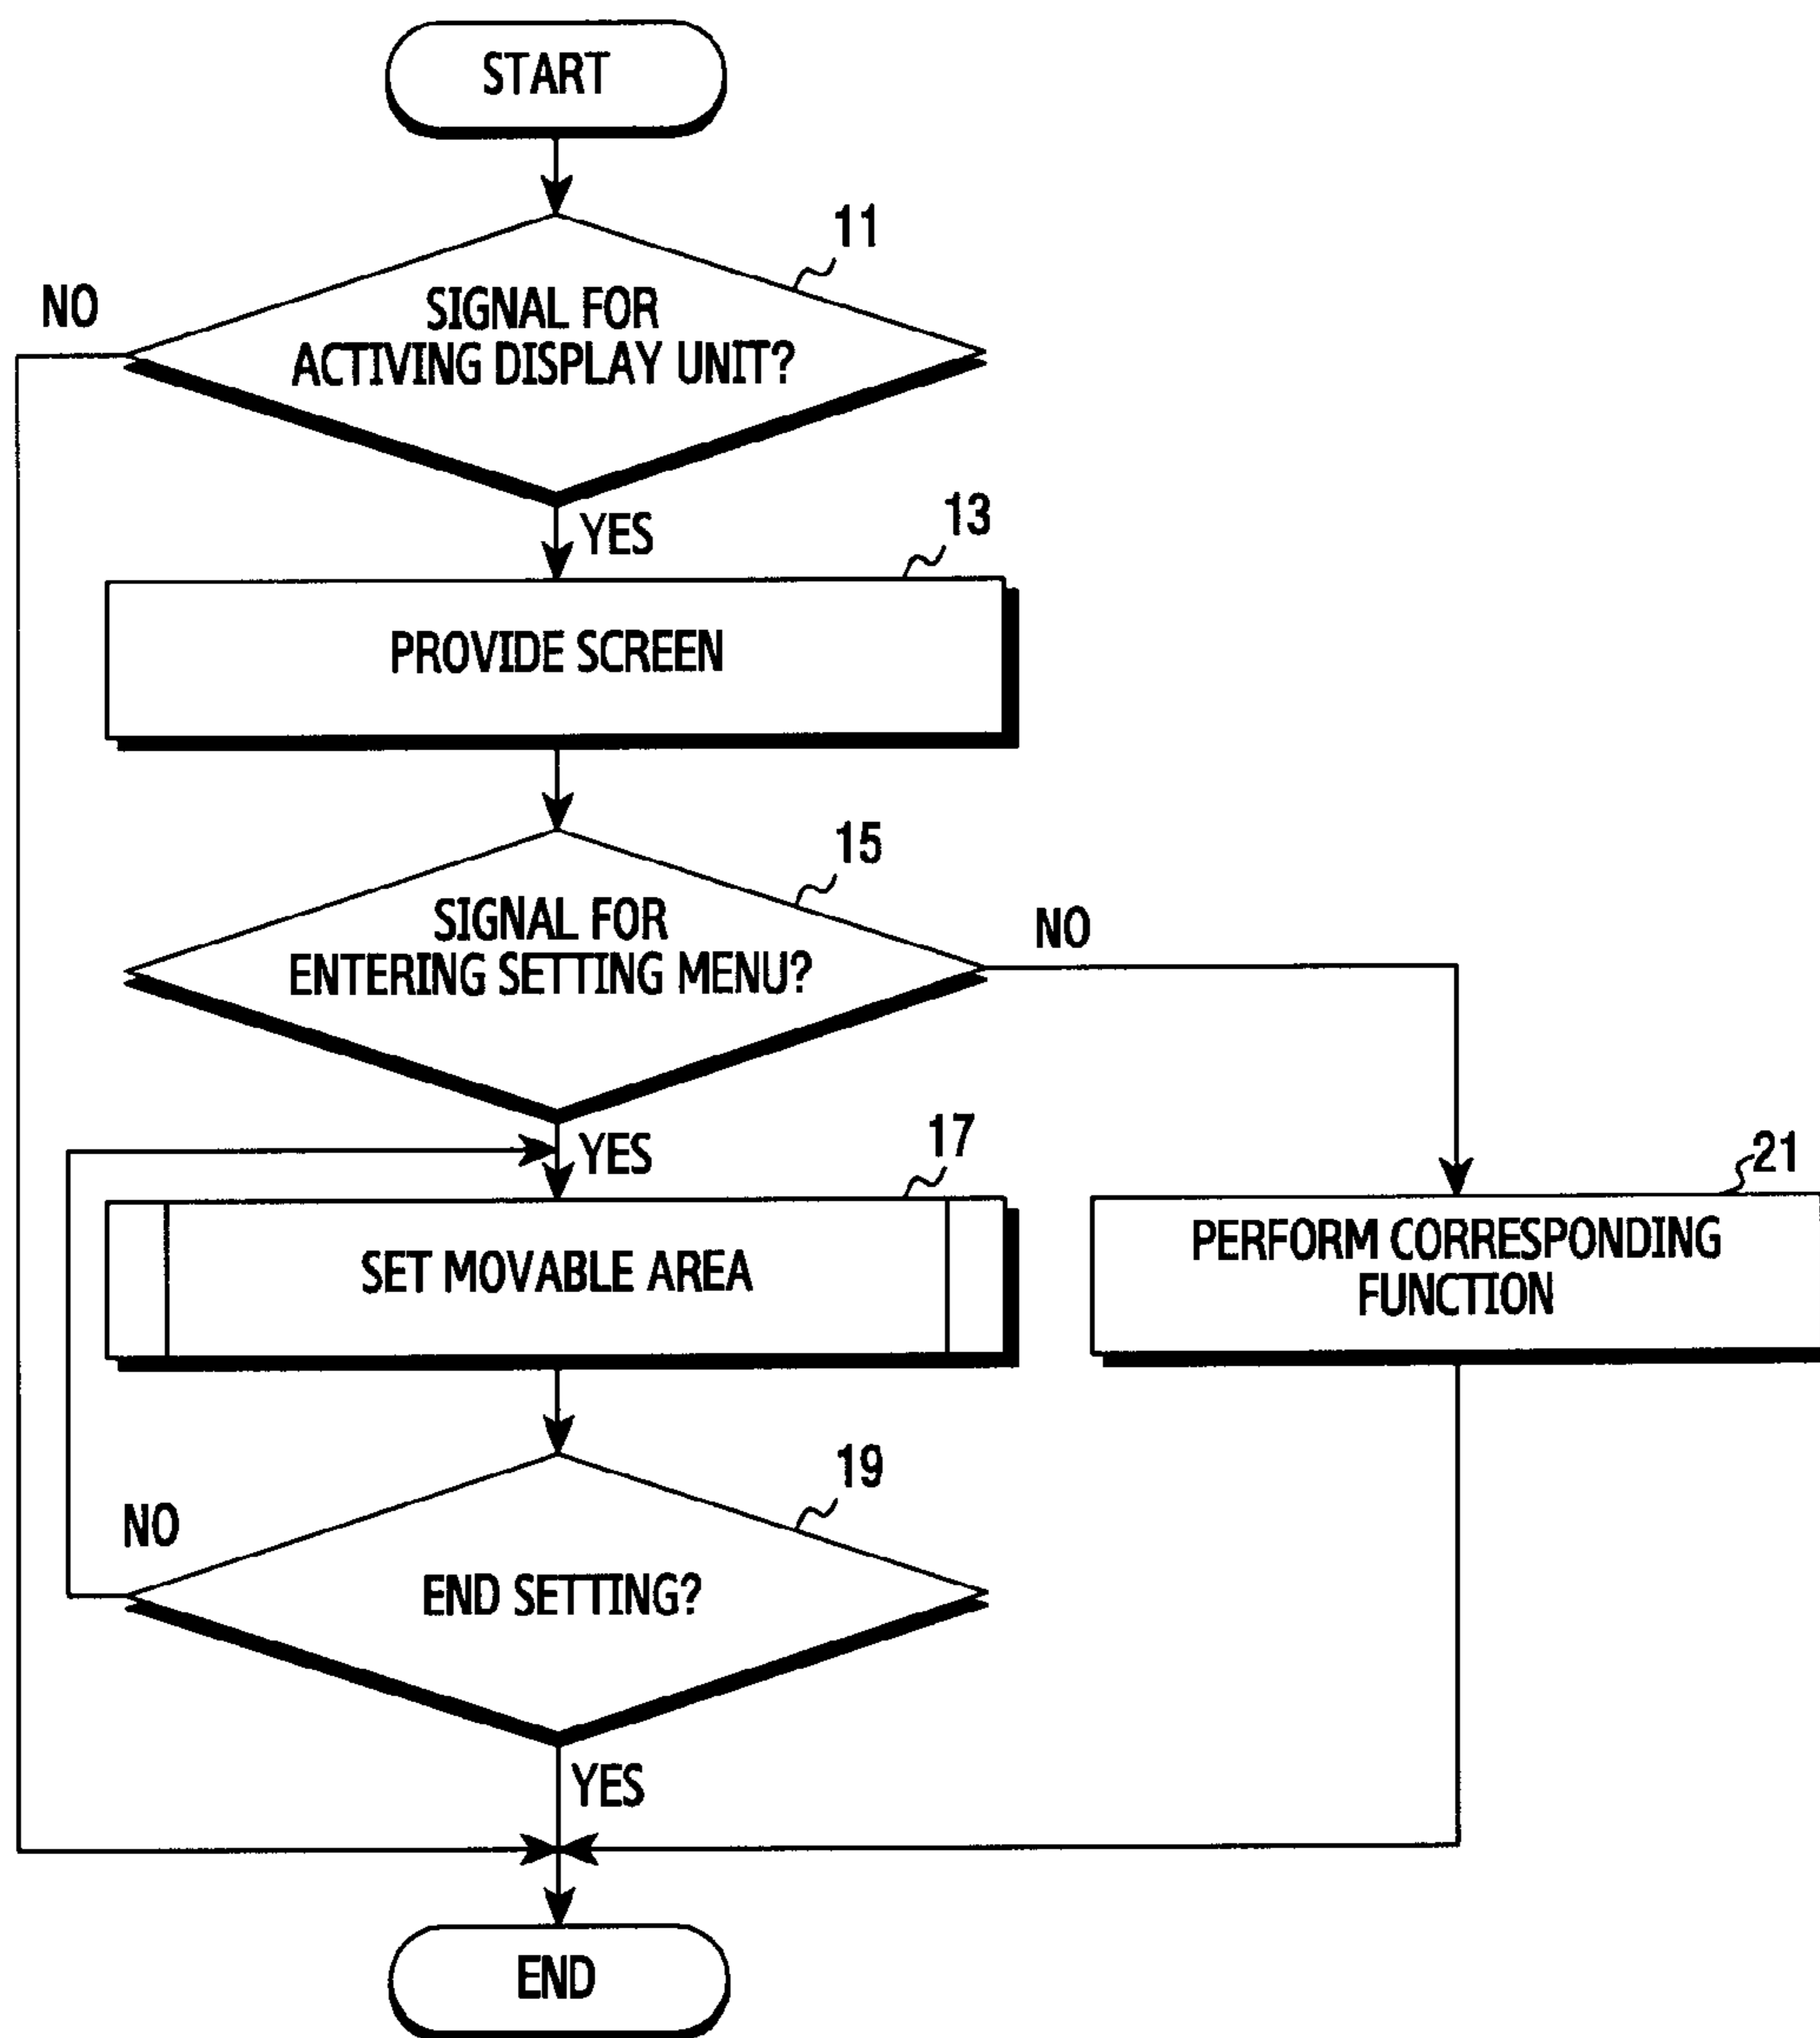 START
11
NO
SIGNAL FOR
ACTIVING DISPLAY UNIT?
YES
13
PROVIDE SCREEN
15
SIGNAL FOR
ENTERING SETTING MENU?
NO
YES
17
SET MOVABLE AREA
21
PERFORM CORRESPONDING
FUNCTION
19
NO
END SETTING?
YES
END